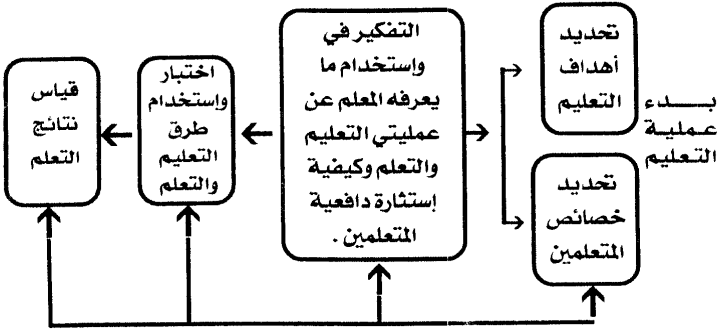 بـــدء
عملية
التعليم
تحديد
أهداف
التعليم
تحديد
خصائص
المتعلمين
التفكير في
وإستخدام ما
يعرفه المعلم عن
عمليتي التعليم
والتعلم وكيفية
إستثارة دافعية
المتعلمين .
اختبار
وإستخدام
طرق
التعليم
والتعلم
قياس
نتائج
التعلم